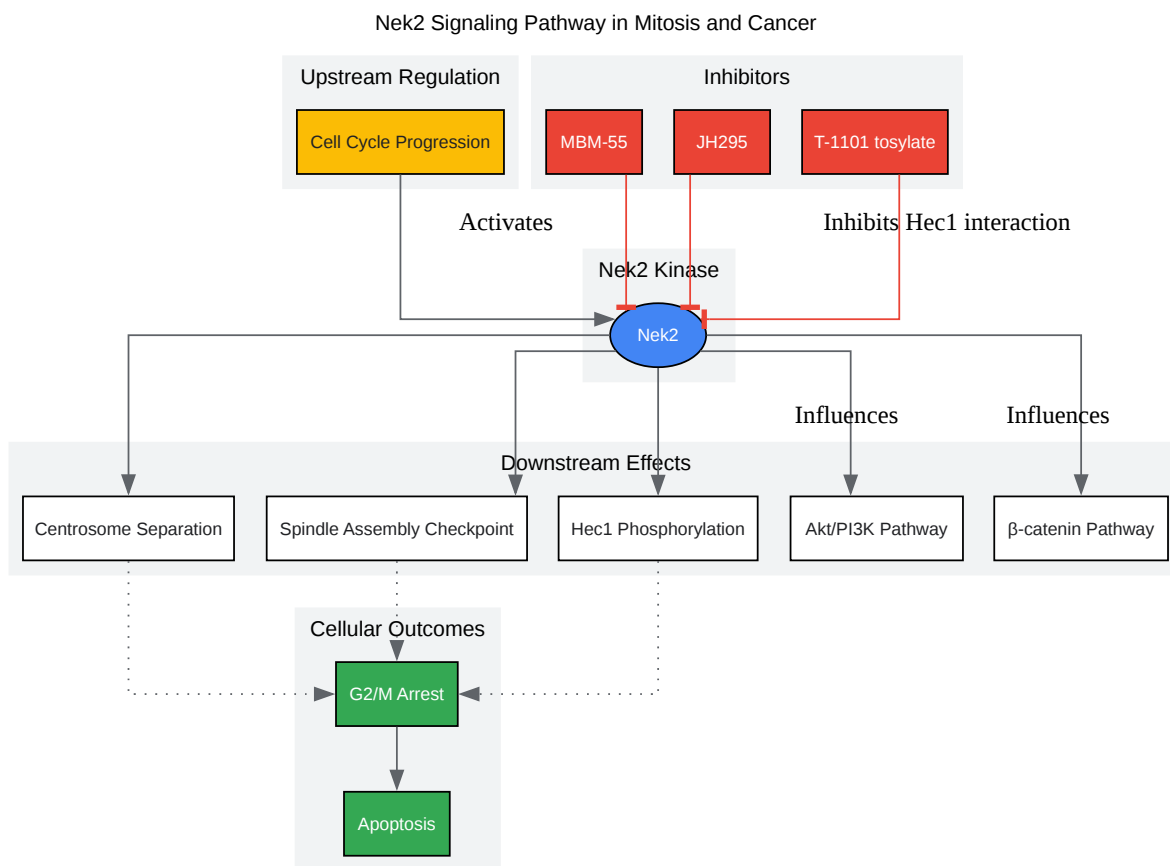 Nek2 Signaling Pathway in Mitosis and Cancer
Upstream Regulation
Inhibitors
Cell Cycle Progression
MBM-55
JH295
T-1101 tosylate
Activates
Inhibits Hec1 interaction
Nek2 Kinase
Nek2
Influences
Influences
Downstream Effects
Centrosome Separation
Spindle Assembly Checkpoint
Hec1 Phosphorylation
Akt/PI3K Pathway
β-catenin Pathway
Cellular Outcomes
G2/M Arrest
Apoptosis